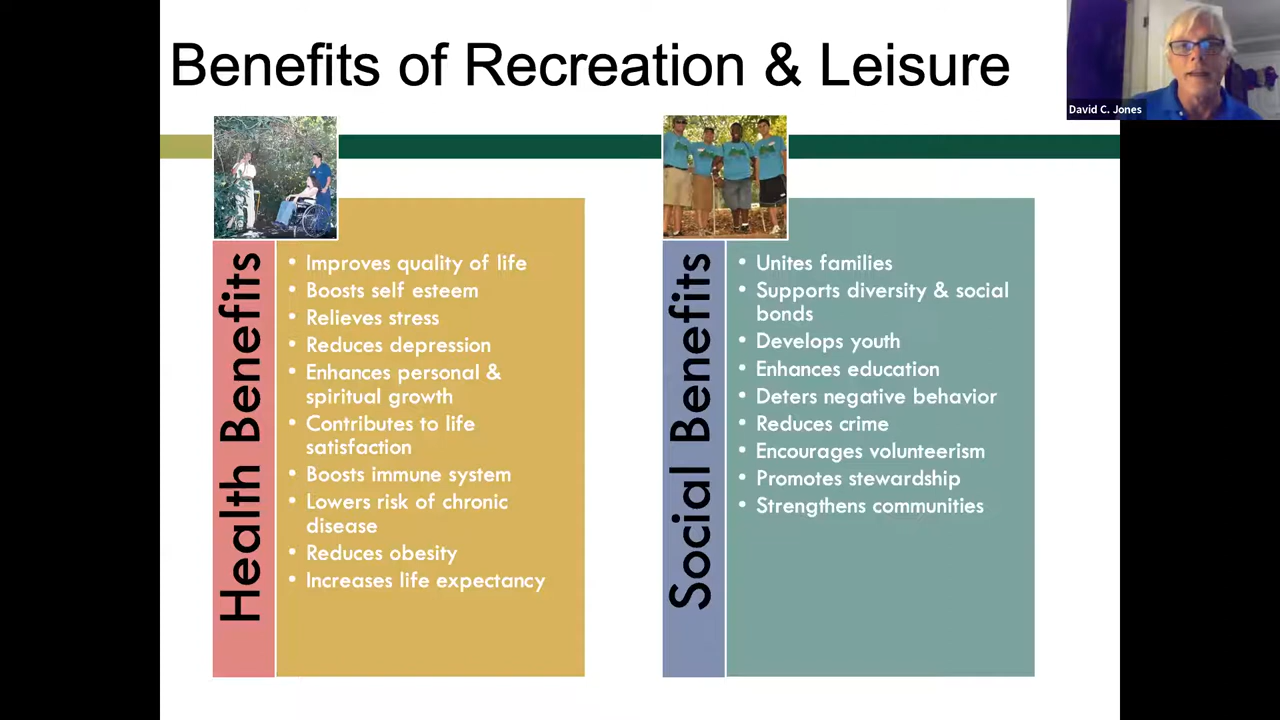 Benefits of Recreation & Leisure
David C. Jones
Health Benefits
• Improves quality of life
• Boosts self esteem
• Relieves stress
• Reduces depression
• Enhances personal &
spiritual growth
• Contributes to life
satisfaction
• Boosts immune system
• Lowers risk of chronic
disease
• Reduces obesity
• Increases life expectancy
Social Benefits
• Unites families
• Supports diversity & social
bonds
• Develops youth
• Enhances education
• Deters negative behavior
• Reduces crime
• Encourages volunteerism
• Promotes stewardship
• Strengthens communities